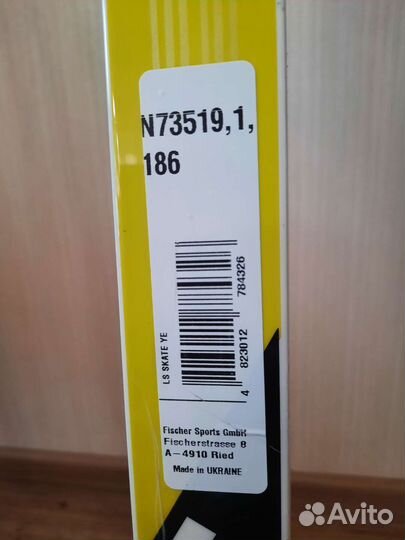 N73519,1,
186
LS SKATE YE
4 823012 784326
Fischer Sports GmbH
Fischerstrasse 8
A-4910 Ried
Made in UKRAINE
Avito